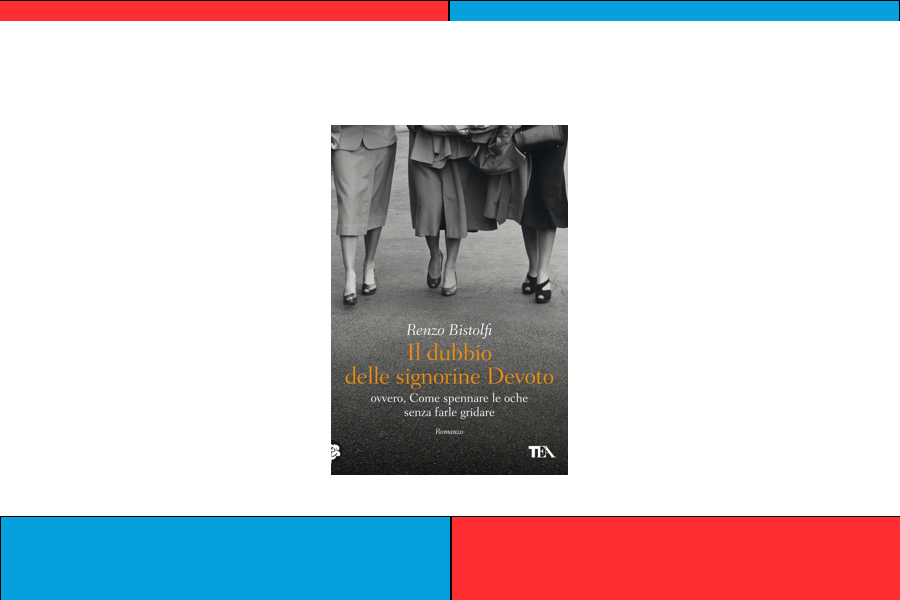 Renzo Bistolfi
Il dubbio
delle signorine Devoto
ovvero, Come spennare le oche
senza farle gridare
Romanzo
TEA